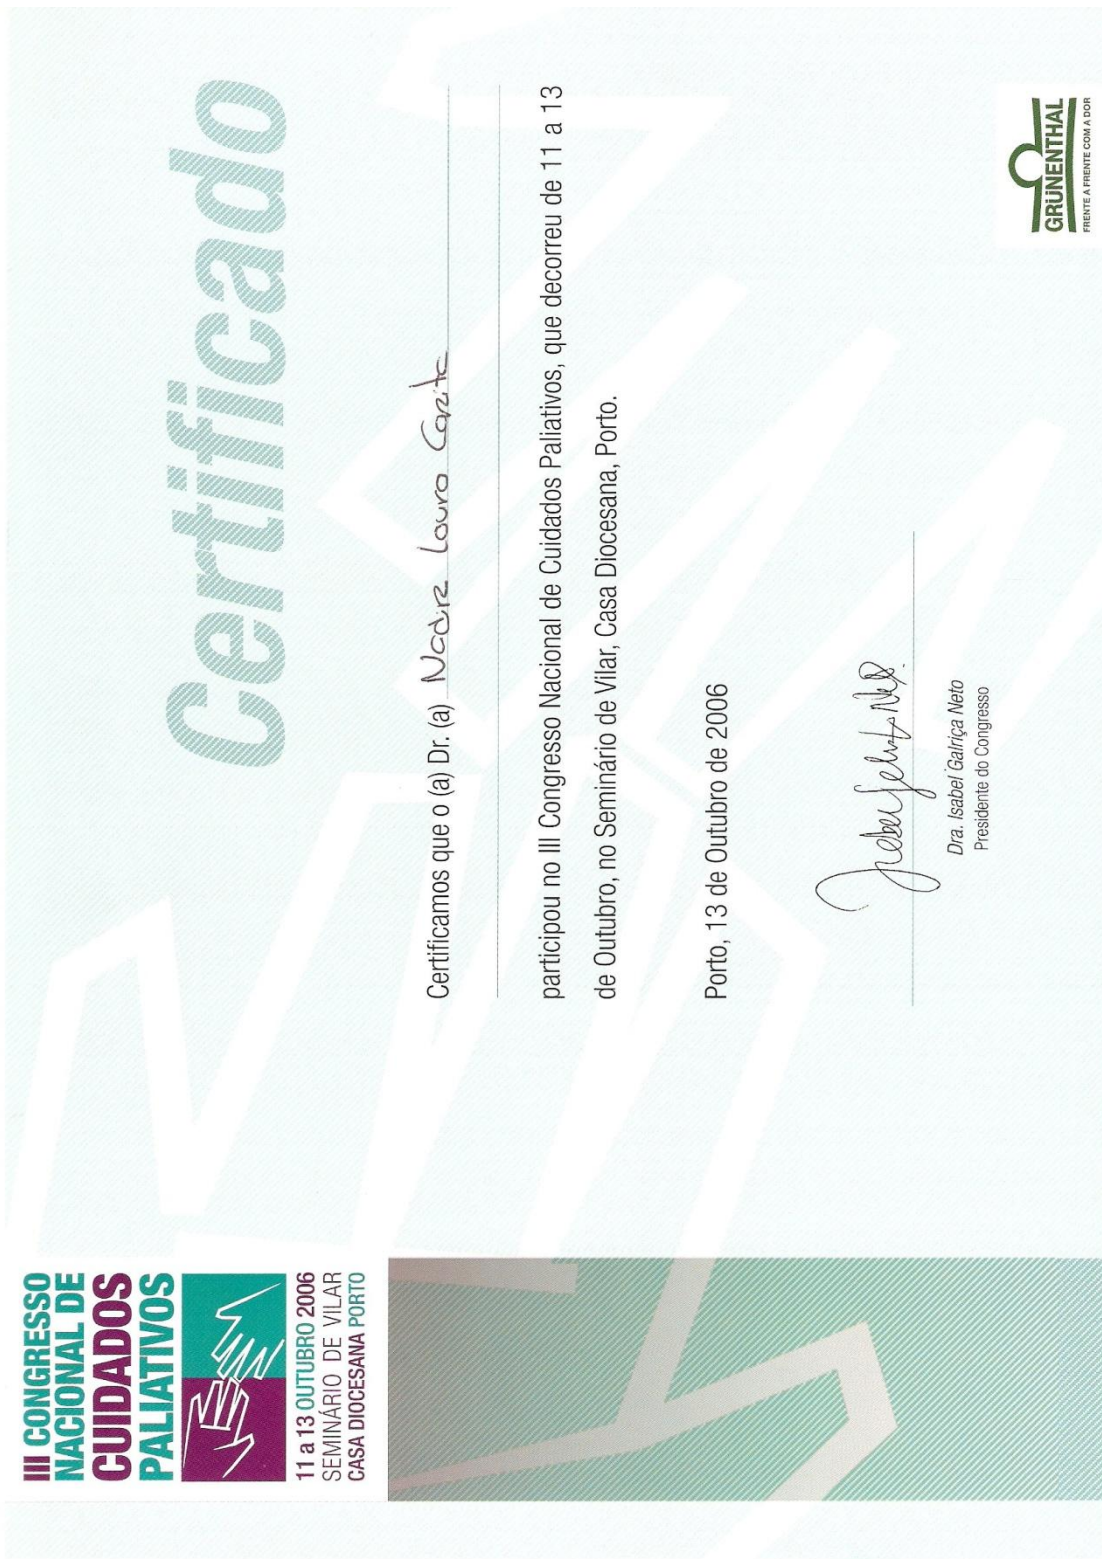 III CONGRESSO
NACIONAL DE
CUIDADOS
PALIATIVOS
11 a 13 OUTUBRO 2006
SEMINÁRIO DE VILAR
CASA DIOCESANA PORTO
Certificado
Certificamos que o (a) Dr. (a) Louro
participou no III Congresso Nacional de Cuidados Paliativos, que decorreu de 11 a 13
de Outubro, no Seminário de Vilar, Casa Diocesana, Porto.
Porto, 13 de Outubro de 2006
Dra. Isabel Galriça Neto
Presidente do Congresso
GRÜNENTHAL
FRENTE A FRENTE COM A DOR